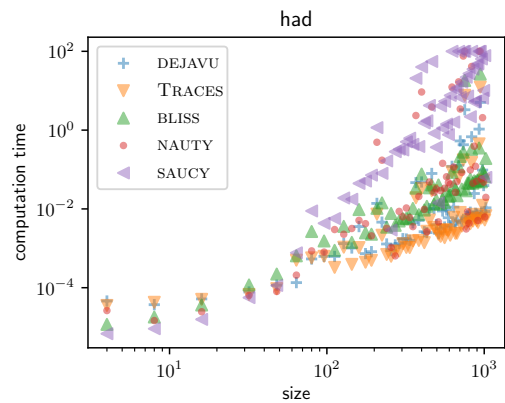 had
computation time
10^2
10^0
10^−2
10^−4
DEJAVU
TRACES
BLISS
NAUTY
SAUCY
10^1
10^2
10^3
size